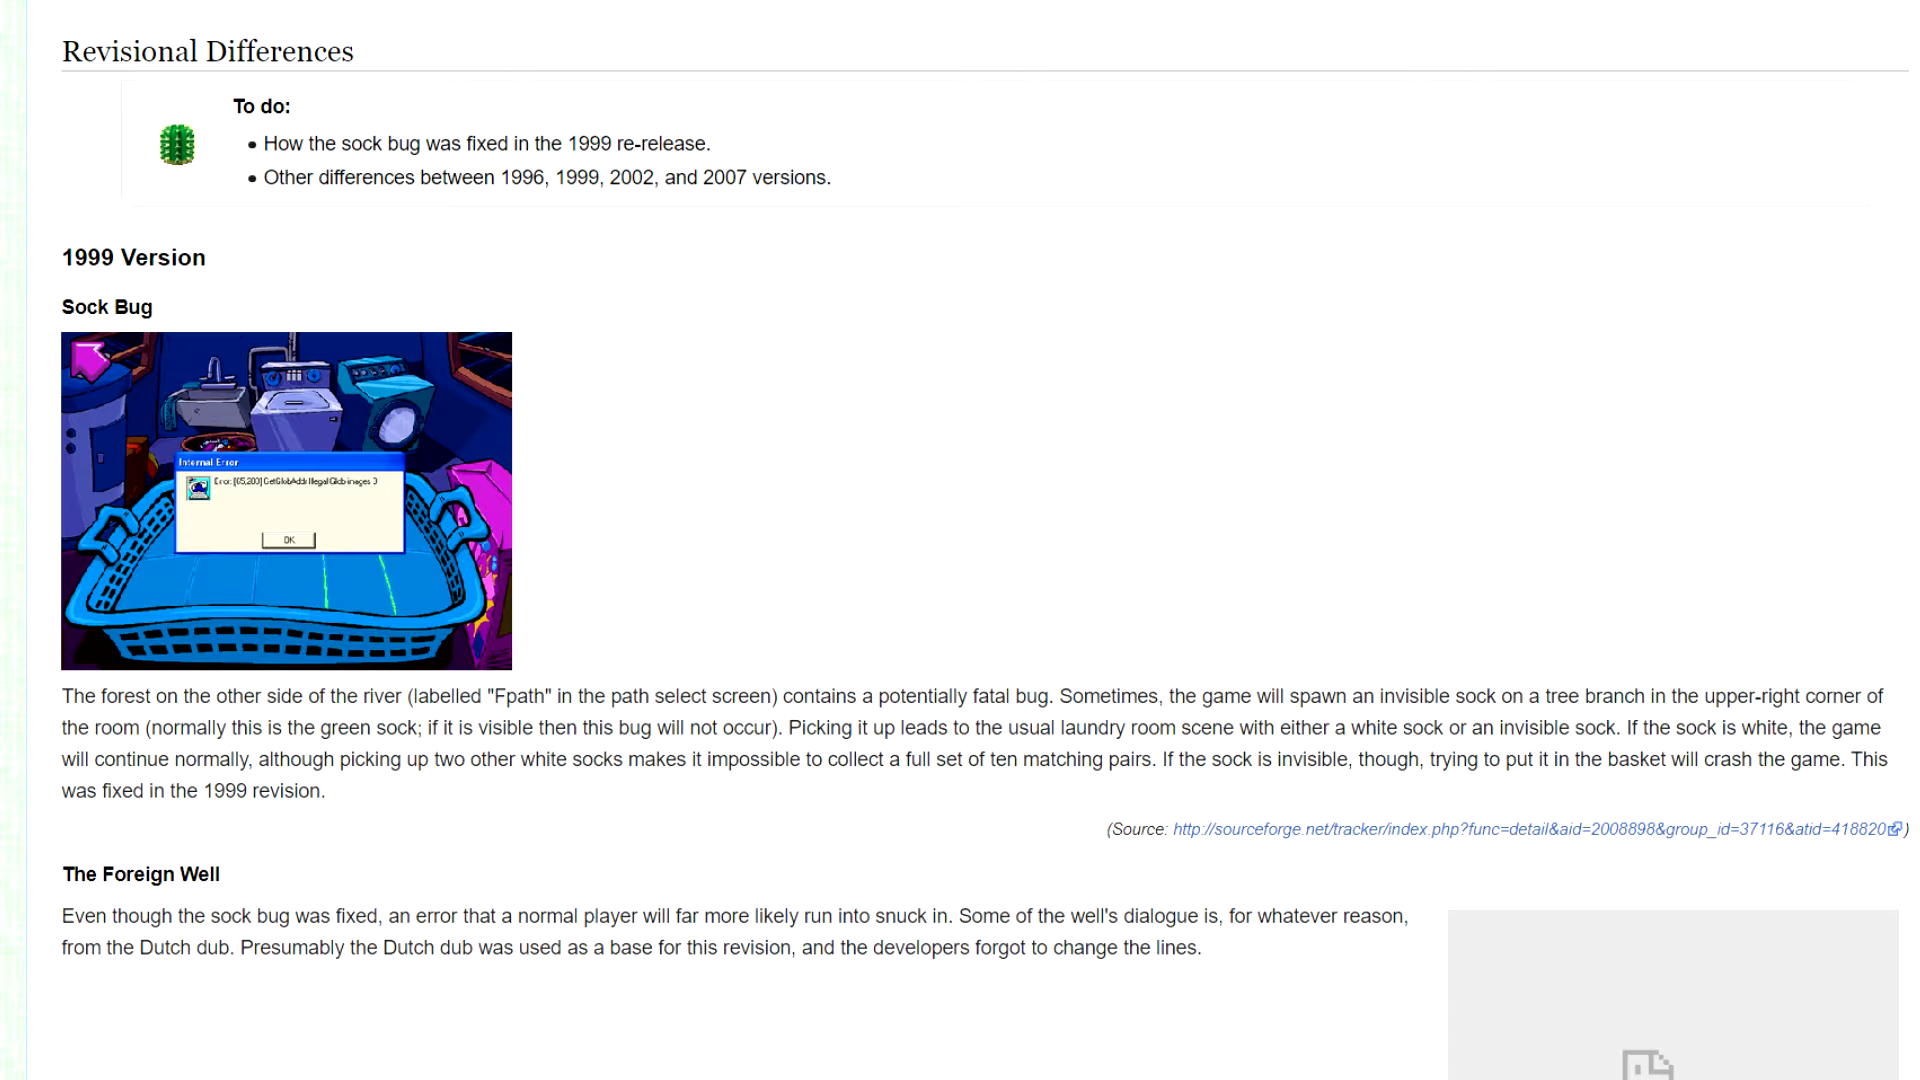 Revisional Differences
To do:
• How the sock bug was fixed in the 1999 re-release.
• Other differences between 1996, 1999, 2002, and 2007 versions.
1999 Version
Sock Bug
Internal Error
OK
The forest on the other side of the river (labelled "Fpath" in the path select screen) contains a potentially fatal bug. Sometimes, the game will spawn an invisible sock on a tree branch in the upper-right corner of
the room (normally this is the green sock; if it is visible then this bug will not occur). Picking it up leads to the usual laundry room scene with either a white sock or an invisible sock. If the sock is white, the game
will continue normally, although picking up two other white socks makes it impossible to collect a full set of ten matching pairs. If the sock is invisible, though, trying to put it in the basket will crash the game. This
was fixed in the 1999 revision.
(Source: http://sourceforge.net/tracker/index.php?func=detail&aid=2008898&group_id=37116&atid=418820)
The Foreign Well
Even though the sock bug was fixed, an error that a normal player will far more likely run into snuck in. Some of the well's dialogue is, for whatever reason,
from the Dutch dub. Presumably the Dutch dub was used as a base for this revision, and the developers forgot to change the lines.